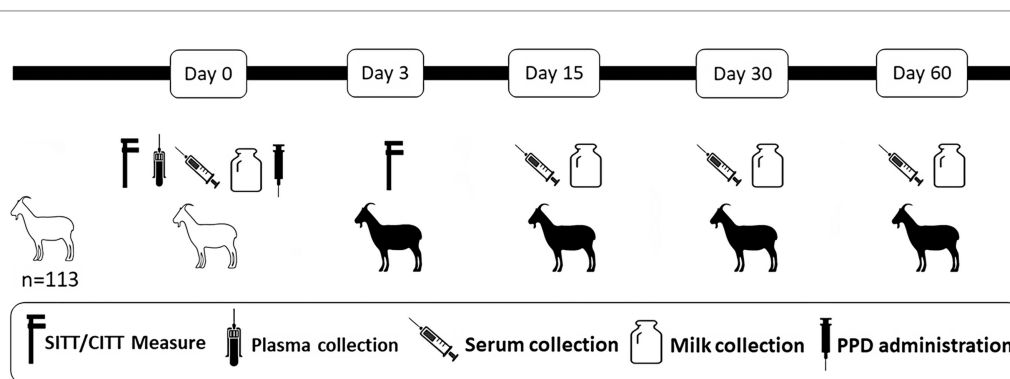 Day 0
Day 3
Day 15
Day 30
Day 60
n=113
SITT/CITT Measure
Plasma collection
Serum collection
Milk collection
PPD administration